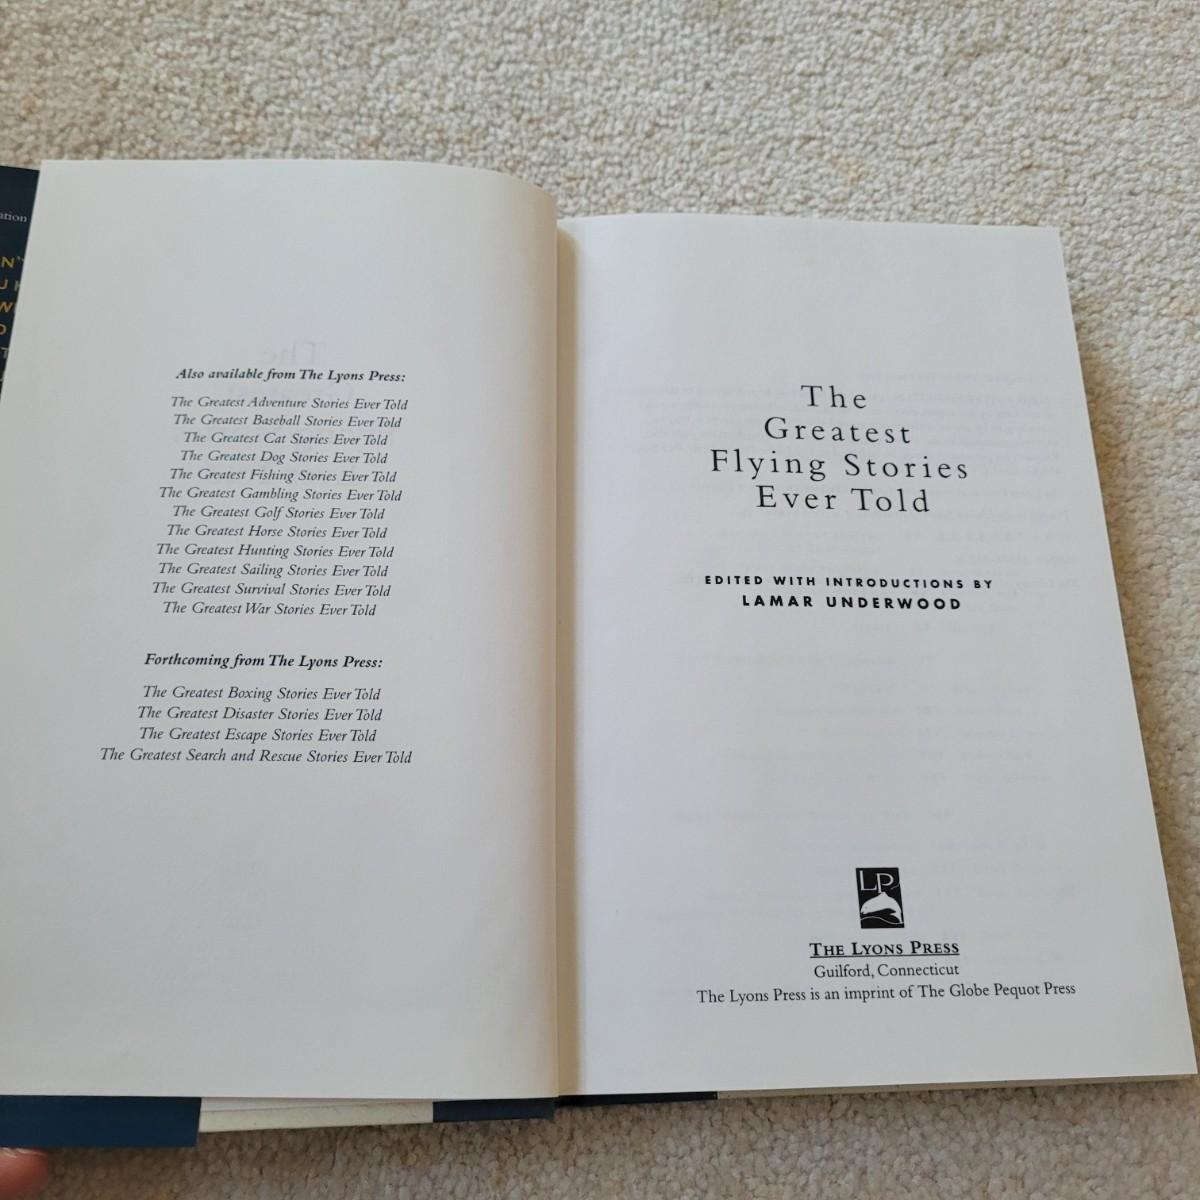 ation
Also available from The Lyons Press:
The Greatest Adventure Stories Ever Told
The Greatest Baseball Stories Ever Told
The Greatest Cat Stories Ever Told
The Greatest Dog Stories Ever Told
The Greatest Fishing Stories Ever Told
The Greatest Gambling Stories Ever Told
The Greatest Golf Stories Ever Told
The Greatest Horse Stories Ever Told
The Greatest Hunting Stories Ever Told
The Greatest Sailing Stories Ever Told
The Greatest Survival Stories Ever Told
The Greatest War Stories Ever Told
Forthcoming from The Lyons Press:
The Greatest Boxing Stories Ever Told
The Greatest Disaster Stories Ever Told
The Greatest Escape Stories Ever Told
The Greatest Search and Rescue Stories Ever Told
The
Greatest
Flying Stories
Ever Told
EDITED WITH INTRODUCTIONS BY
LAMAR UNDERWOOD
LP
THE LYONS PRESS
Guilford, Connecticut
The Lyons Press is an imprint of The Globe Pequot Press